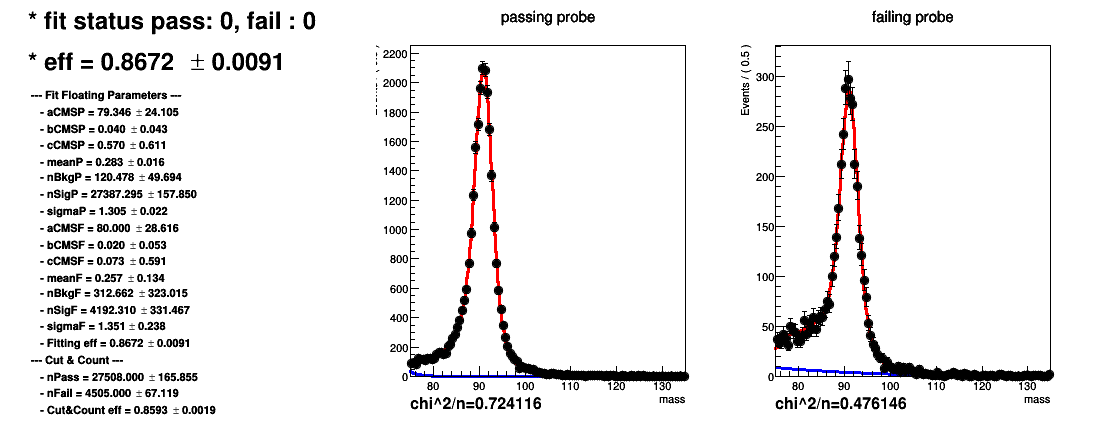 * fit status pass: 0, fail : 0
* eff = 0.8672 ± 0.0091
--- Fit Floating Parameters ---
- aCMSP = 79.346 ± 24.105
- bCMSP = 0.040 ± 0.043
- cCMSP = 0.570 ± 0.611
- meanP = 0.283 ± 0.016
- nBkgP = 120.478 ± 49.694
- nSigP = 27387.295 ± 157.850
- sigmaP = 1.305 ± 0.022
- aCMSF = 80.000 ± 28.616
- bCMSF = 0.020 ± 0.053
- cCMSF = 0.073 ± 0.591
- meanF = 0.257 ± 0.134
- nBkgF = 312.662 ± 323.015
- nSigF = 4192.310 ± 331.467
- sigmaF = 1.351 ± 0.238
- Fitting eff = 0.8672 ± 0.0091
--- Cut & Count ---
- nPass = 27508.000 ± 165.855
- nFail = 4505.000 ± 67.119
- Cut&Count eff = 0.8593 ± 0.0019
passing probe
2200
2000
1800
1600
1400
1200
1000
800
600
400
200
0
80 90 100 110 120 130
mass
chi^2/n=0.724116
failing probe
Events / ( 0.5 )
300
250
200
150
100
50
0
80 90 100 110 120 130
mass
chi^2/n=0.476146